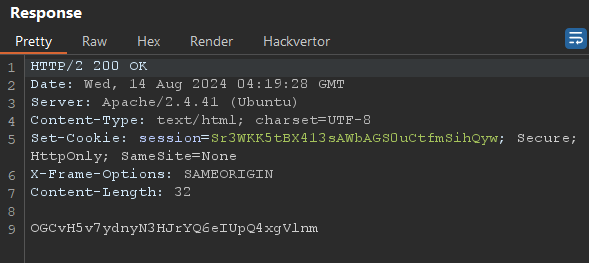 Response
Pretty Raw Hex Render Hackvertor
1 HTTP/2 200 OK
2 Date: Wed, 14 Aug 2024 04:19:28 GMT
3 Server: Apache/2.4.41 (Ubuntu)
4 Content-Type: text/html; charset=UTF-8
5 Set-Cookie: session=Sr3WKK5tBX413sAWbAGS0uCtfmSihQyw; Secure;
HttpOnly; SameSite=None
6 X-Frame-Options: SAMEORIGIN
7 Content-Length: 32
8
9 OGCvH5v7ydnyN3HJrYQ6eIUpQ4xgVlnm